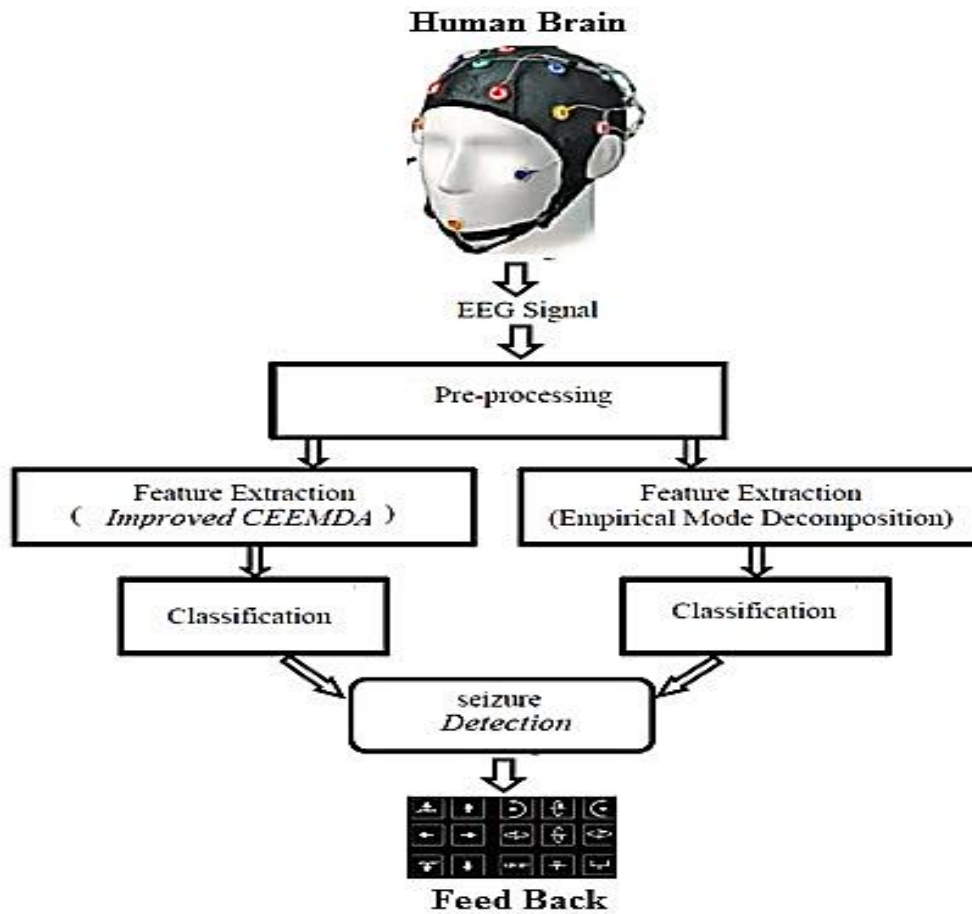 Human Brain
EEG Signal
Pre-processing
Feature Extraction
( Improved CEEMDA )
Feature Extraction
(Empirical Mode Decomposition)
Classification
Classification
seizure
Detection
Feed Back